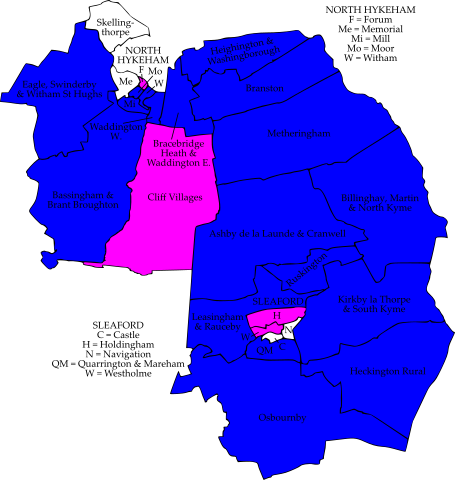 Skelling-
thorpe
NORTH
HYKEHAM
F
Mo
Me
W
Mi
NORTH HYKEHAM
F = Forum
Me = Memorial
Mi = Mill
Mo = Moor
W = Witham
Heighington &
Washingborough
Branston
Eagle, Swinderby
& Witham St. Hughs
Waddington
W.
Bracebridge
Heath &
Waddington E.
Metheringham
Cliff Villages
Bassingham &
Brant Broughton
Billinghay, Martin
& North Kyme
Ashby de la Launde & Cranwell
Ruskington
SLEAFORD
H
Leasingham
& Rauceby
N
W
C
QM
Kirkby la Thorpe
& South Kyme
SLEAFORD
C = Castle
H = Holdingham
N = Navigation
QM = Quarrington & Mareham
W = Westholme
Heckington Rural
Osbournby